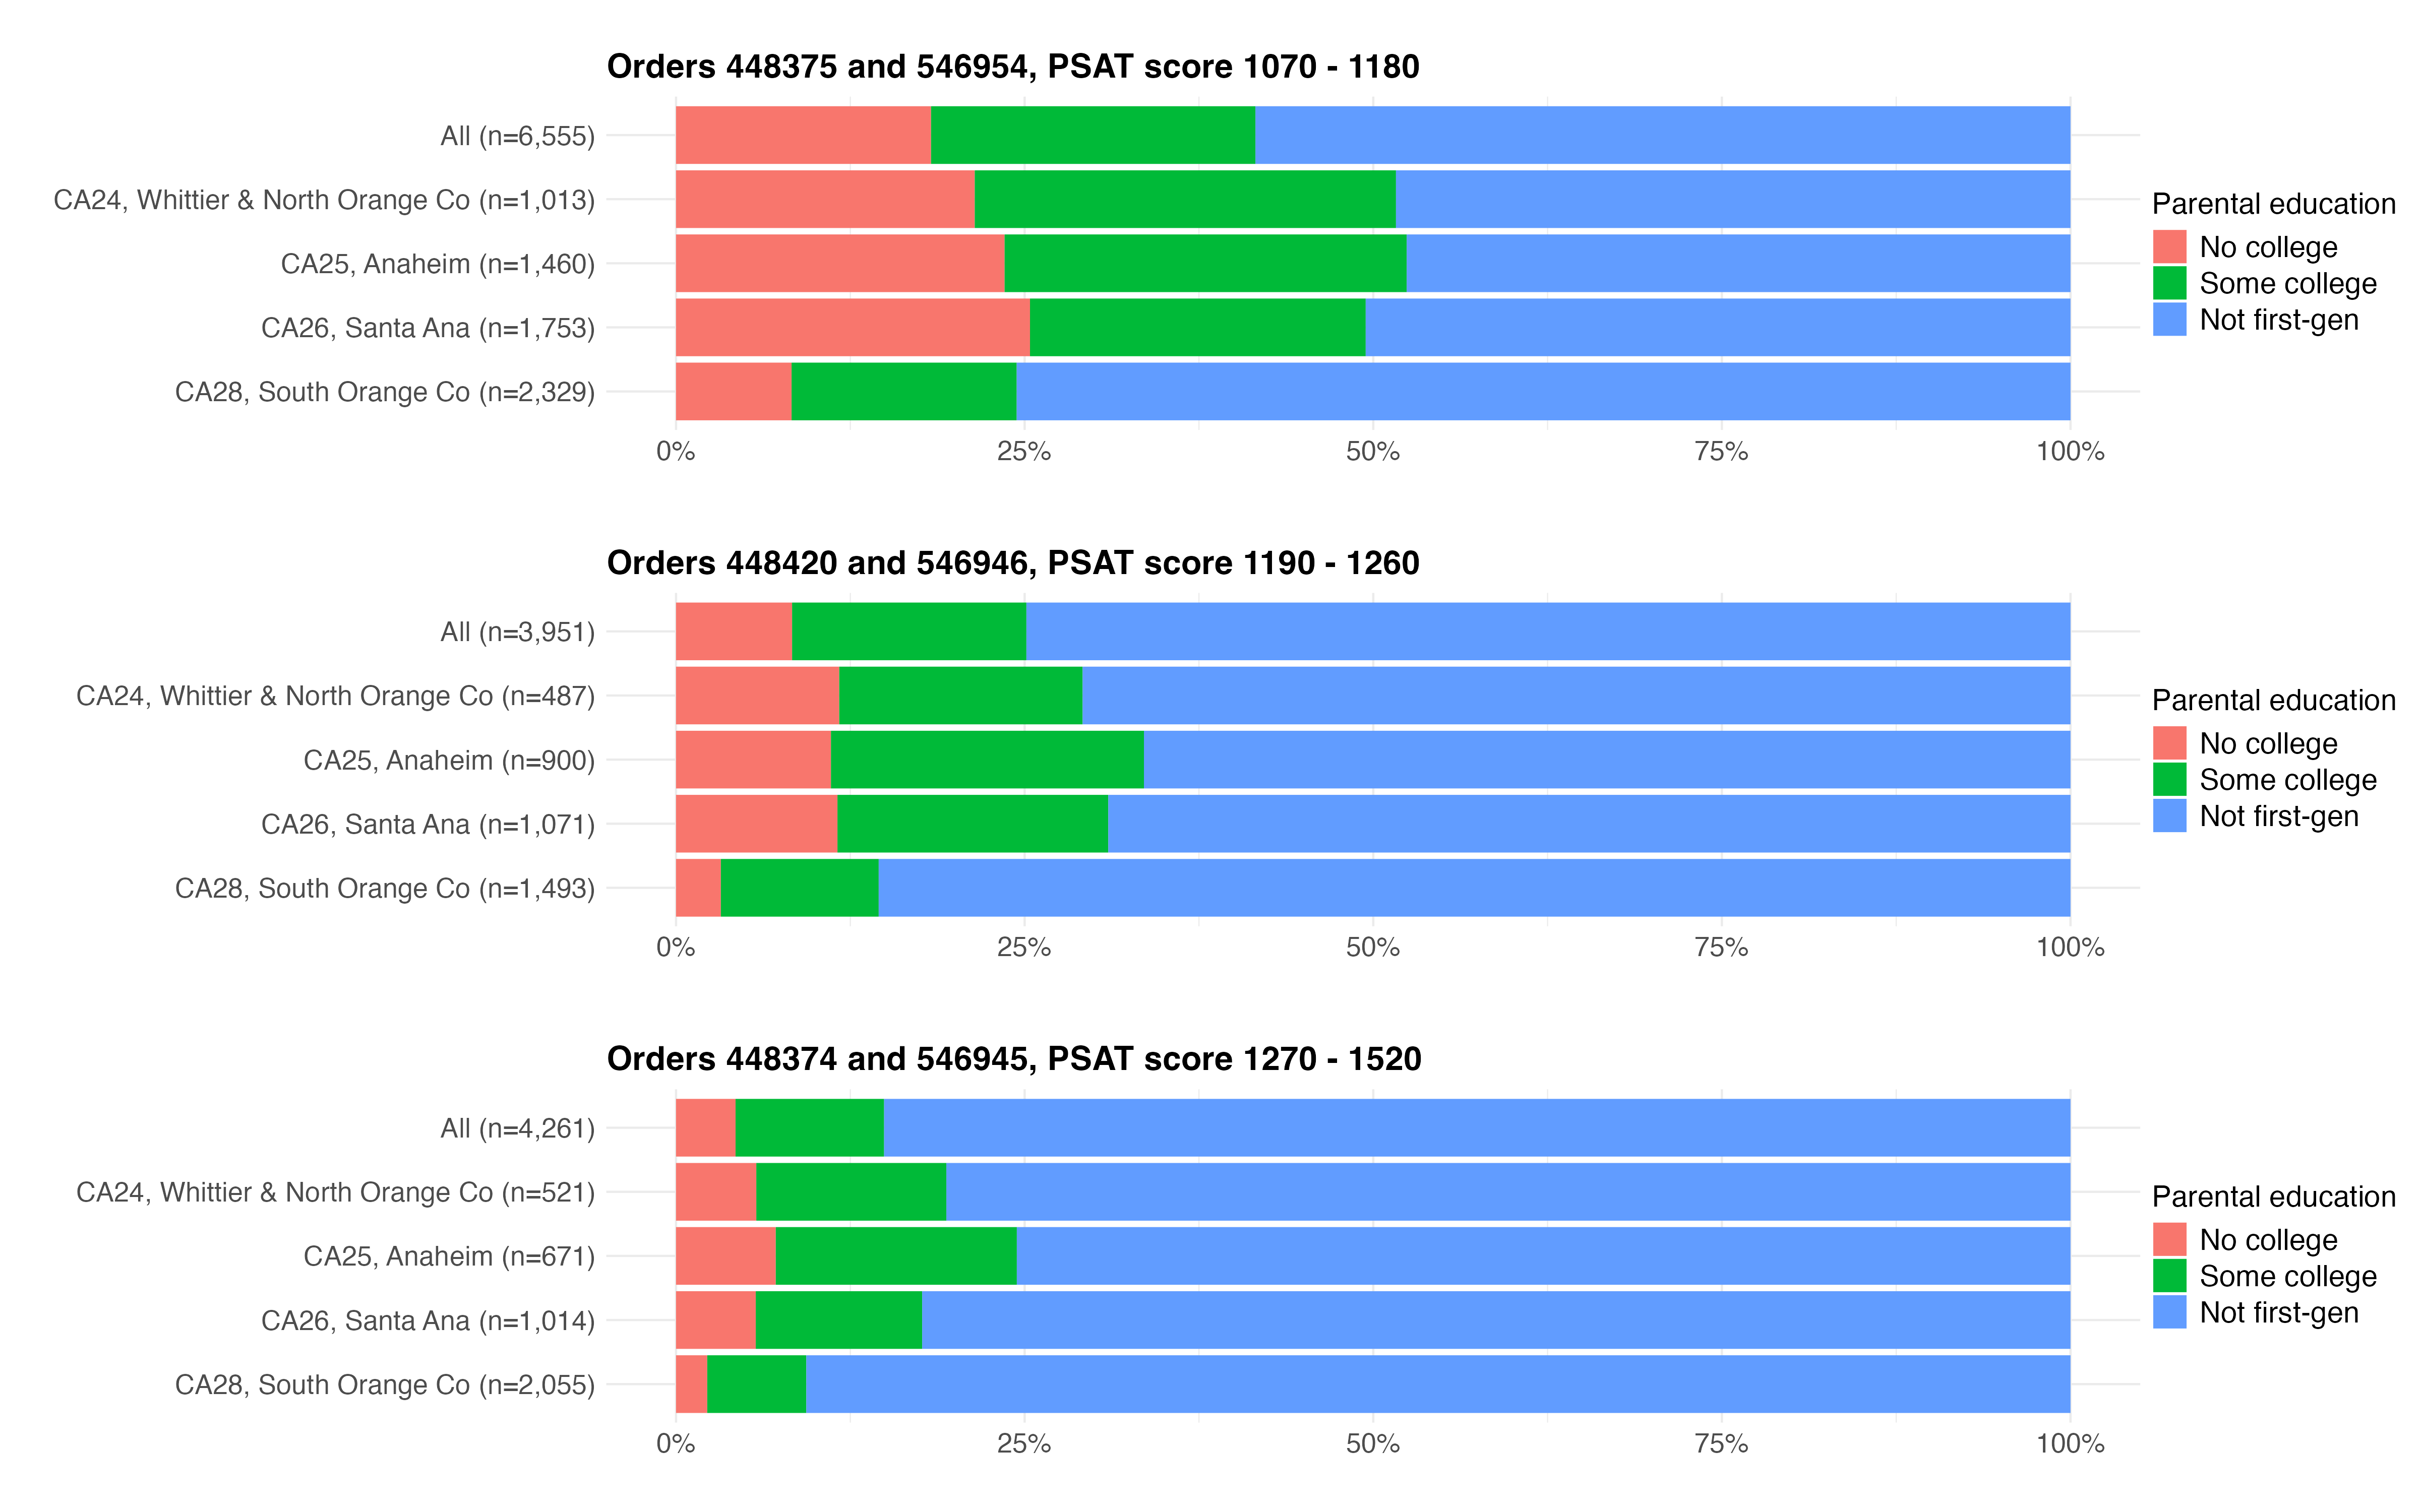 Orders 448375 and 546954, PSAT score 1070 - 1180
All (n=6,555)
CA24, Whittier & North Orange Co (n=1,013)
CA25, Anaheim (n=1,460)
CA26, Santa Ana (n=1,753)
CA28, South Orange Co (n=2,329)
0% 25% 50% 75% 100%
Parental education
No college
Some college
Not first-gen
Orders 448420 and 546946, PSAT score 1190 - 1260
All (n=3,951)
CA24, Whittier & North Orange Co (n=487)
CA25, Anaheim (n=900)
CA26, Santa Ana (n=1,071)
CA28, South Orange Co (n=1,493)
0% 25% 50% 75% 100%
Parental education
No college
Some college
Not first-gen
Orders 448374 and 546945, PSAT score 1270 - 1520
All (n=4,261)
CA24, Whittier & North Orange Co (n=521)
CA25, Anaheim (n=671)
CA26, Santa Ana (n=1,014)
CA28, South Orange Co (n=2,055)
0% 25% 50% 75% 100%
Parental education
No college
Some college
Not first-gen